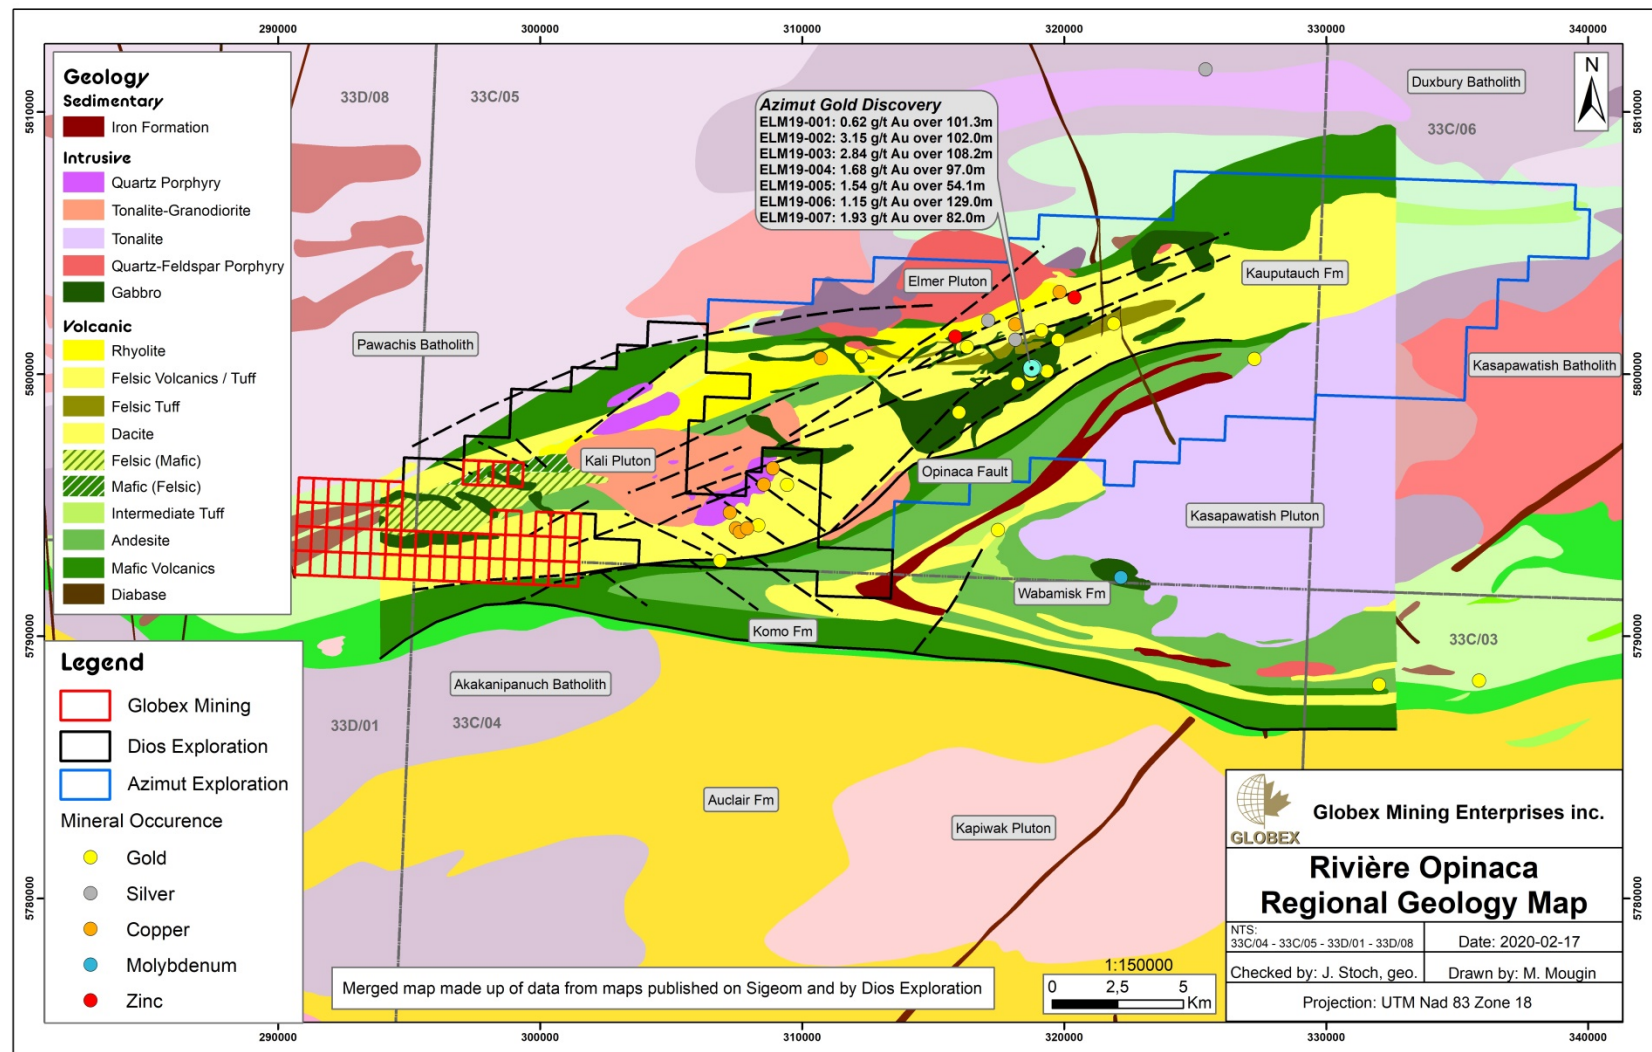 290000
300000
310000
320000
330000
340000
5810000
5800000
5790000
5780000
5810000
5800000
5790000
5780000
290000
300000
310000
320000
330000
340000
Geology
Sedimentary
Iron Formation
Intrusive
Quartz Porphyry
Tonalite-Granodiorite
Tonalite
Quartz-Feldspar Porphyry
Gabbro
Volcanic
Rhyolite
Felsic Volcanics / Tuff
Felsic Tuff
Dacite
Felsic (Mafic)
Mafic (Felsic)
Intermediate Tuff
Andesite
Mafic Volcanics
Diabase
Legend
Globex Mining
Dios Exploration
Azimut Exploration
Mineral Occurence
Gold
Silver
Copper
Molybdenum
Zinc
33D/08
33C/05
Azimut Gold Discovery
ELM19-001: 0.62 g/t Au over 101.3m
ELM19-002: 3.15 g/t Au over 102.0m
ELM19-003: 2.84 g/t Au over 108.2m
ELM19-004: 1.68 g/t Au over 97.0m
ELM19-005: 1.54 g/t Au over 54.1m
ELM19-006: 1.15 g/t Au over 129.0m
ELM19-007: 1.93 g/t Au over 82.0m
Duxbury Batholith
33C/06
N
Elmer Pluton
Kauputauch Fm
Pawachis Batholith
Kasapawatish Batholith
Kali Pluton
Opinaca Fault
Kasapawatish Pluton
Wabamisk Fm
Komo Fm
33C/03
Akakanipanuch Batholith
33D/01
33C/04
Auclair Fm
Kapiwak Pluton
Merged map made up of data from maps published on Sigeom and by Dios Exploration
1:150000
0 2,5 5
Km
GLOBEX
Globex Mining Enterprises inc.
Rivière Opinaca
Regional Geology Map
NTS:
33C/04 - 33C/05 - 33D/01 - 33D/08
Date: 2020-02-17
Checked by: J. Stoch, geo.
Drawn by: M. Mougin
Projection: UTM Nad 83 Zone 18